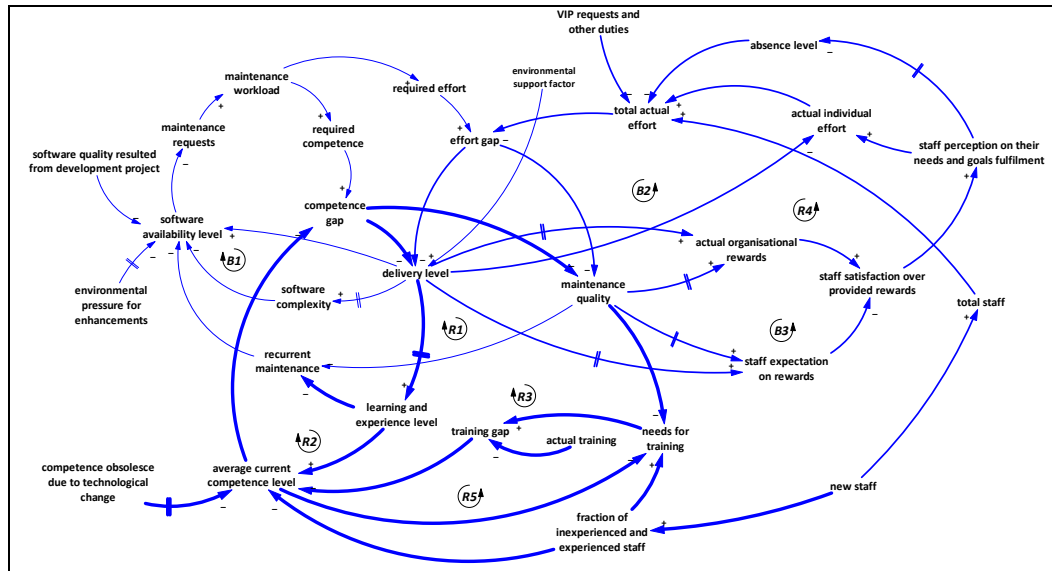 VIP requests and
other duties
absence level
environmental
support factor
maintenance
workload
required effort
total actual
effort
actual individual
effort
maintenance
requests
required
competence
effort gap
staff perception on their
needs and goals fulfilment
software quality resulted
from development project
B2
R4
competence
gap
software
availability level
B1
actual organisational
rewards
delivery level
staff satisfaction over
provided rewards
environmental
pressure for
enhancements
software
complexity
maintenance
quality
total staff
R1
B3
recurrent
maintenance
staff expectation
on rewards
R3
learning and
experience level
R2
training gap
actual training
needs for
training
competence obsolesce
due to technological
change
average current
competence level
R5
new staff
fraction of
inexperienced and
experienced staff